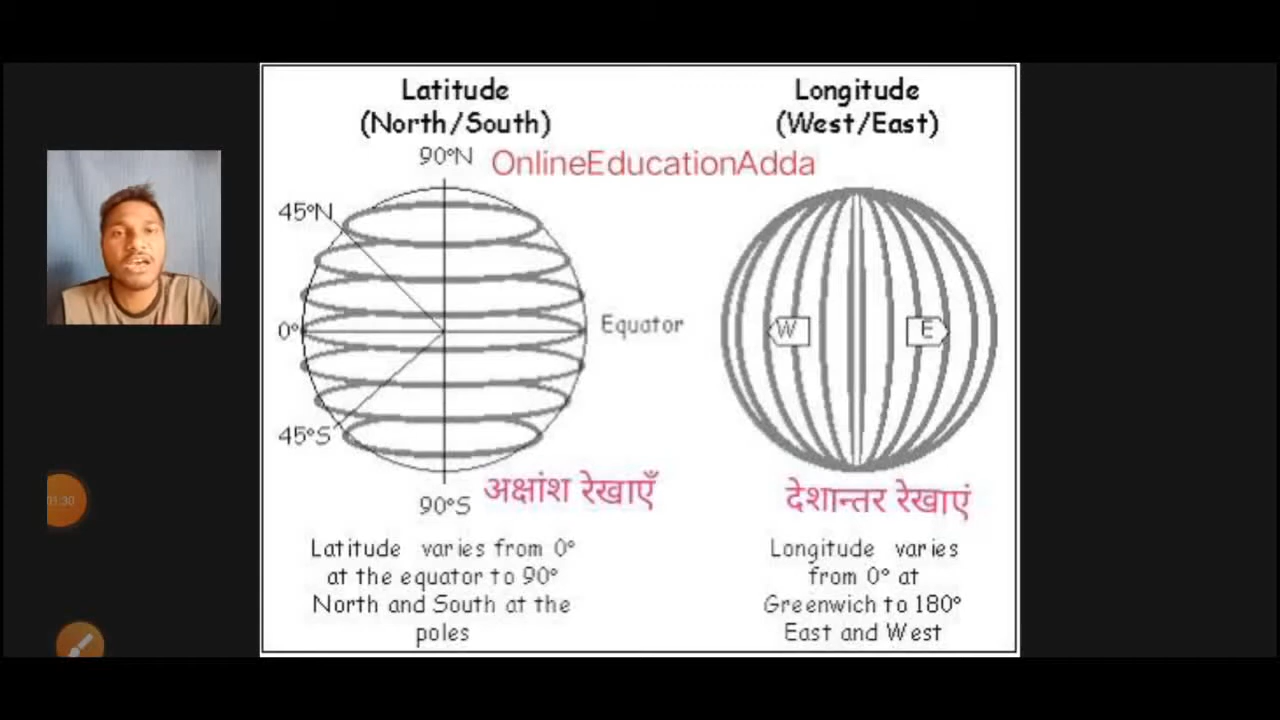 Latitude
(North/South)
90°N
45°N
0°
Equator
45°S
90°S
अक्षांश रेखाएँ
Latitude varies from 0°
at the equator to 90°
North and South at the
poles
OnlineEducationAdda
Longitude
(West/East)
W
E
देशान्तर रेखाएं
Longitude varies
from 0° at
Greenwich to 180°
East and West
01:30